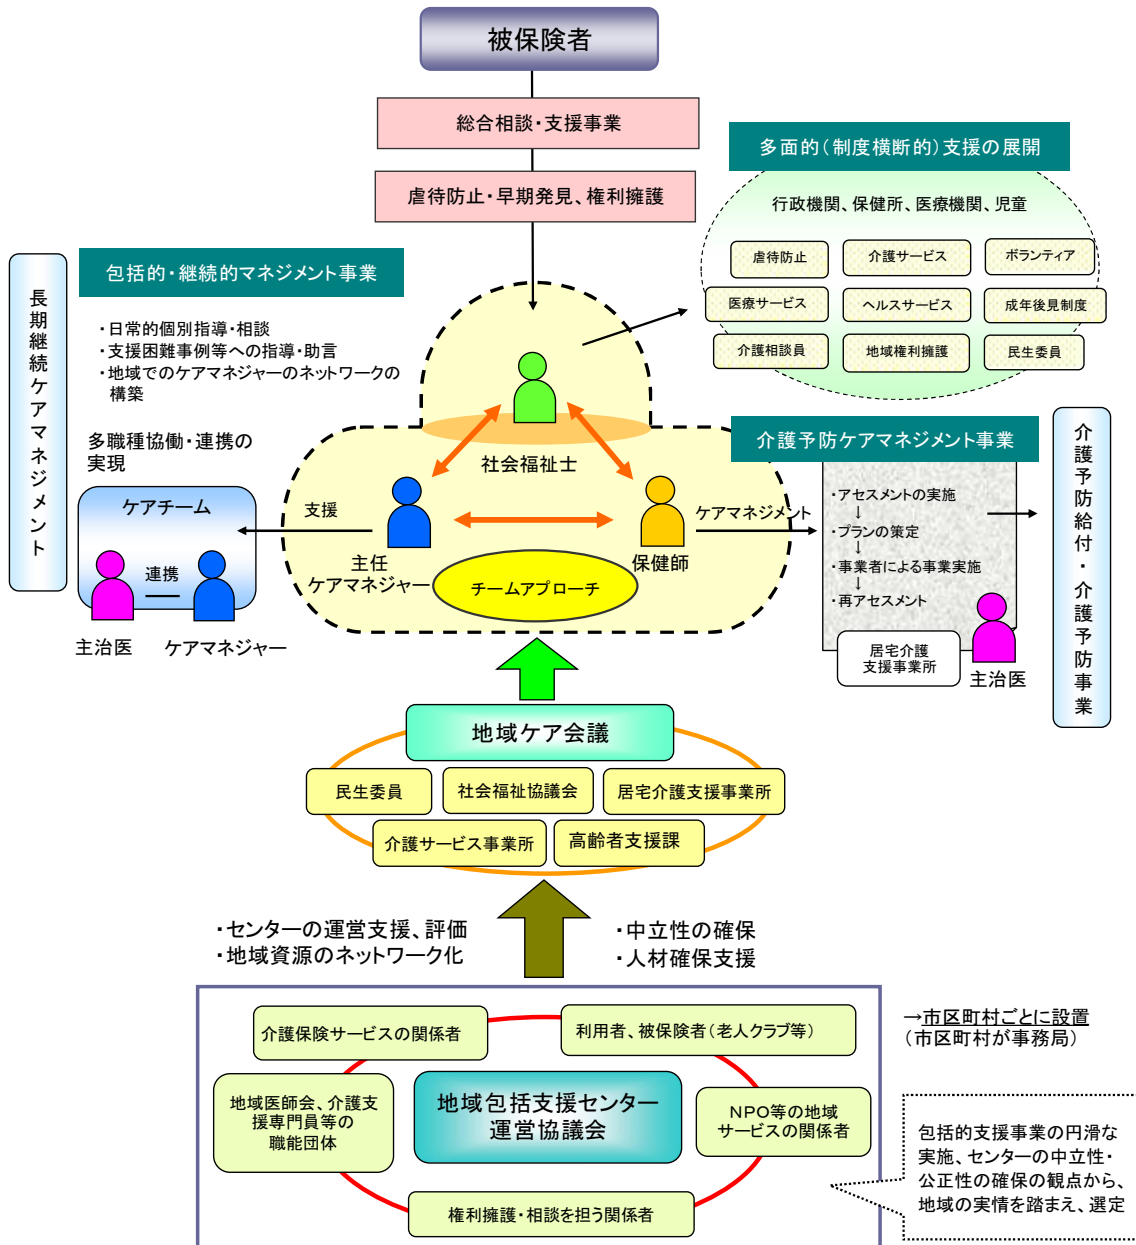 被保険者
総合相談・支援事業
虐待防止・早期発見、権利擁護
多面的（制度横断的）支援の展開
行政機関、保健所、医療機関、児童
虐待防止
介護サービス
ボランティア
医療サービス
ヘルスサービス
成年後見制度
介護相談員
地域権利擁護
民生委員
長期継続ケアマネジメント
包括的・継続的マネジメント事業
・日常的個別指導・相談
・支援困難事例等への指導・助言
・地域でのケアマネジャーのネットワークの
構築
多職種協働・連携の
実現
ケアチーム
連携
主治医
ケアマネジャー
支援
社会福祉士
主任
ケアマネジャー
保健師
チームアプローチ
ケアマネジメント
介護予防ケアマネジメント事業
・アセスメントの実施
↓
・プランの策定
↓
・事業者による事業実施
↓
・再アセスメント
居宅介護
支援事業所
主治医
介護予防給付・介護予防事業
地域ケア会議
民生委員
社会福祉協議会
居宅介護支援事業所
介護サービス事業所
高齢者支援課
・センターの運営支援、評価
・地域資源のネットワーク化
・中立性の確保
・人材確保支援
介護保険サービスの関係者
利用者、被保険者（老人クラブ等）
地域医師会、介護支
援専門員等の
職能団体
地域包括支援センター
運営協議会
NPO等の地域
サービスの関係者
権利擁護・相談を担う関係者
→市区町村ごとに設置
（市区町村が事務局）
包括的支援事業の円滑な
実施、センターの中立性・
公正性の確保の観点から、
地域の実情を踏まえ、選定